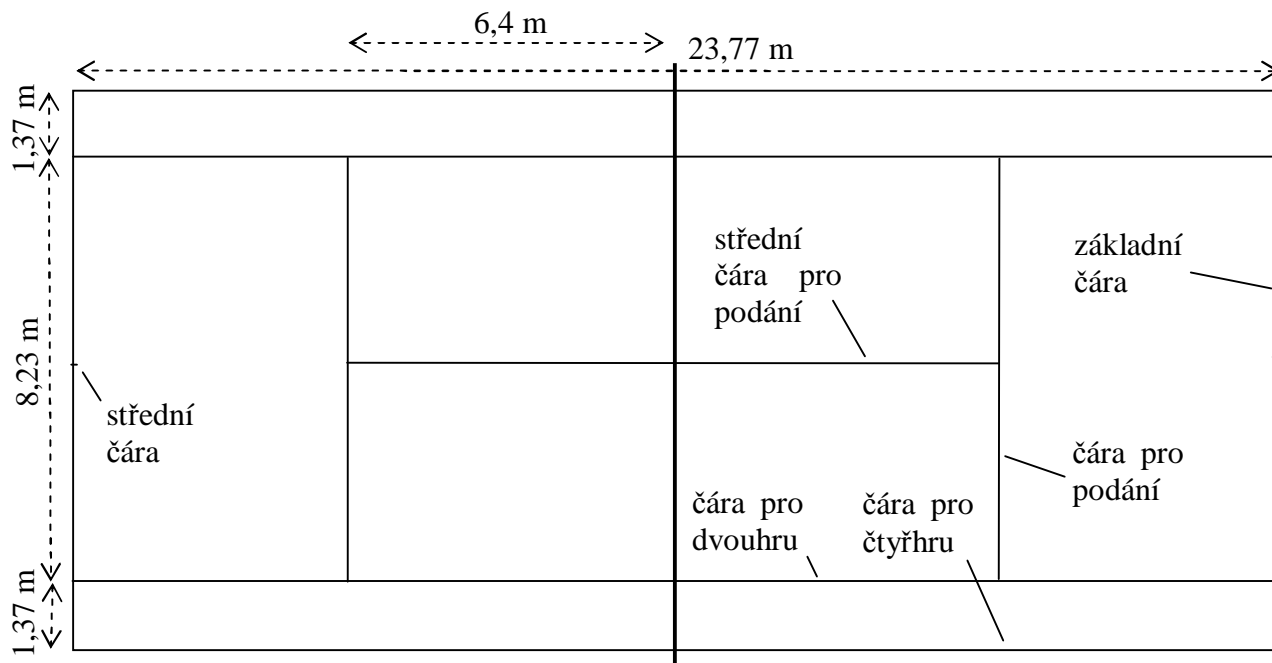 6,4 m
23,77 m
1,37 m
8,23 m
1,37 m
střední
čára pro
podání
základní
čára
střední
čára
čára pro
podání
čára pro
dvouhru
čára pro
čtyřhru